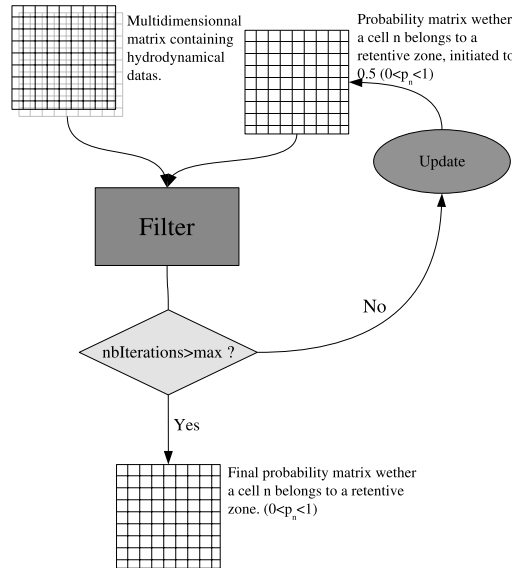 Multidimensionnal
matrix containing
hydrodynamical
datas.
Probability matrix wether
a cell n belongs to a
retentive zone, initiated to
0.5 (0<pn<1)
Update
Filter
No
nbIterations>max ?
Yes
Final probability matrix wether
a cell n belongs to a retentive
zone. (0<pn<1)